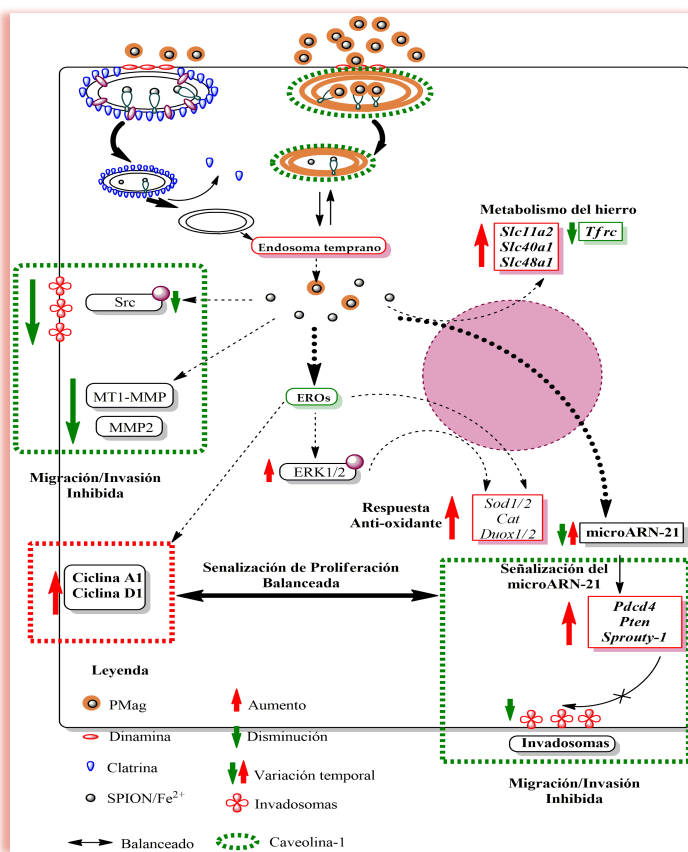 Metabolismo del hierro
Slc11a2
Slc40a1
Slc48a1
Tfrc
Endosoma temprano
Src
MT1-MMP
MMP2
Migración/Invasión
Inhibida
EROs
ERK1/2
Respuesta
Anti-oxidante
Sod1/2
Cat
Duox1/2
microARN-21
Ciclina A1
Ciclina D1
Senalización de Proliferación
Balanceada
Señalización del
microARN-21
Pdcd4
Pten
Sprouty-1
Invadosomas
Migración/Invasión
Inhibida
Leyenda
PMag
Dinamina
Clatrina
SPION/Fe2+
Balanceado
Aumento
Disminución
Variación temporal
Invadosomas
Caveolina-1